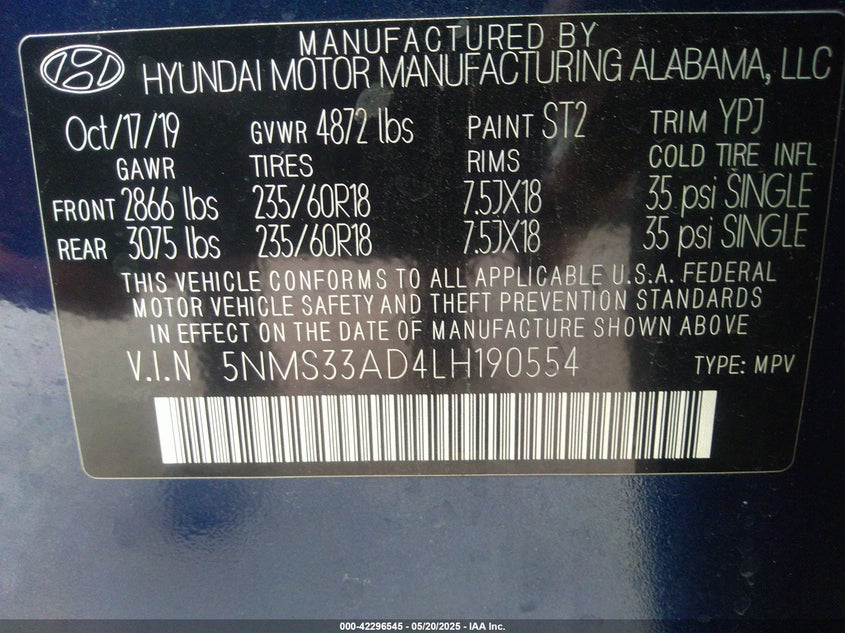 MANUFACTURED BY
HYUNDAI MOTOR MANUFACTURING ALABAMA, LLC
Oct/17/19 GVWR 4872 lbs PAINT ST2 TRIM YPJ
GAWR TIRES RIMS COLD TIRE INFL
FRONT 2866 lbs 235/60R18 7.5JX18 35 psi SINGLE
REAR 3075 lbs 235/60R18 7.5JX18 35 psi SINGLE
THIS VEHICLE CONFORMS TO ALL APPLICABLE U.S.A. FEDERAL
MOTOR VEHICLE SAFETY AND THEFT PREVENTION STANDARDS
IN EFFECT ON THE DATE OF MANUFACTURE SHOWN ABOVE
V.I.N 5NMS33AD4LH190554 TYPE: MPV
000-42296545 - 05/20/2025 - IAA Inc.